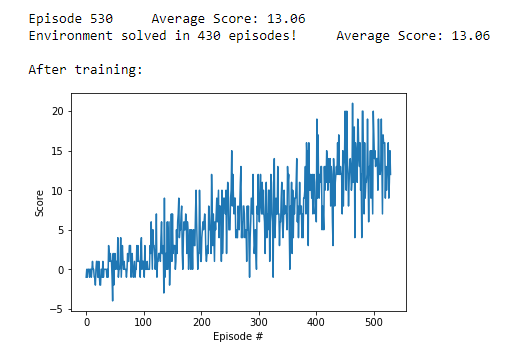 Episode 530     Average Score: 13.06
Environment solved in 430 episodes!     Average Score: 13.06
After training:
20
15
10
5
0
−5
Score
0 100 200 300 400 500
Episode #